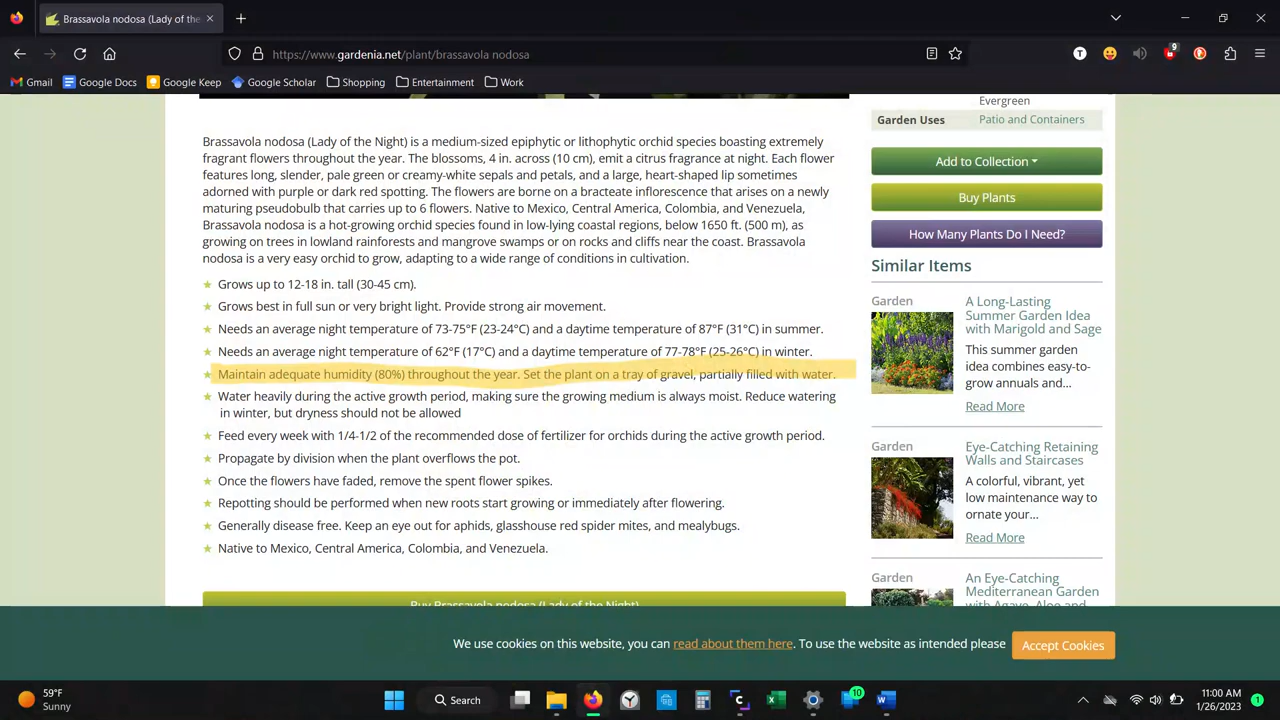 Brassavola nodosa (Lady of the
https://www.gardenia.net/plant/brassavola nodosa
T
9
Gmail
Google Docs
Google Keep
Google Scholar
Shopping
Entertainment
Work
Evergreen
Garden Uses
Patio and Containers
Brassavola nodosa (Lady of the Night) is a medium-sized epiphytic or lithophytic orchid species boasting extremely
fragrant flowers throughout the year. The blossoms, 4 in. across (10 cm), emit a citrus fragrance at night. Each flower
features long, slender, pale green or creamy-white sepals and petals, and a large, heart-shaped lip sometimes
adorned with purple or dark red spotting. The flowers are borne on a bracteate inflorescence that arises on a newly
maturing pseudobulb that carries up to 6 flowers. Native to Mexico, Central America, Colombia, and Venezuela,
Brassavola nodosa is a hot-growing orchid species found in low-lying coastal regions, below 1650 ft. (500 m), as
growing on trees in lowland rainforests and mangrove swamps or on rocks and cliffs near the coast. Brassavola
nodosa is a very easy orchid to grow, adapting to a wide range of conditions in cultivation.
Grows up to 12-18 in. tall (30-45 cm).
Grows best in full sun or very bright light. Provide strong air movement.
Needs an average night temperature of 73-75°F (23-24°C) and a daytime temperature of 87°F (31°C) in summer.
Needs an average night temperature of 62°F (17°C) and a daytime temperature of 77-78°F (25-26°C) in winter.
Maintain adequate humidity (80%) throughout the year. Set the plant on a tray of gravel, partially filled with water.
Water heavily during the active growth period, making sure the growing medium is always moist. Reduce watering
in winter, but dryness should not be allowed
Feed every week with 1/4-1/2 of the recommended dose of fertilizer for orchids during the active growth period.
Propagate by division when the plant overflows the pot.
Once the flowers have faded, remove the spent flower spikes.
Repotting should be performed when new roots start growing or immediately after flowering.
Generally disease free. Keep an eye out for aphids, glasshouse red spider mites, and mealybugs.
Native to Mexico, Central America, Colombia, and Venezuela.
Buy Brassavola nodosa (Lady of the Night)
Add to Collection
Buy Plants
How Many Plants Do I Need?
Similar Items
Garden
A Long-Lasting
Summer Garden Idea
with Marigold and Sage
This summer garden
idea combines easy-to-
grow annuals and...
Read More
Garden
Eye-Catching Retaining
Walls and Staircases
A colorful, vibrant, yet
low maintenance way to
ornate your...
Read More
Garden
An Eye-Catching
Mediterranean Garden
with Agave, Aloe and
We use cookies on this website, you can read about them here. To use the website as intended please
Accept Cookies
59°F
Sunny
Search
10
11:00 AM
1/26/2023
1